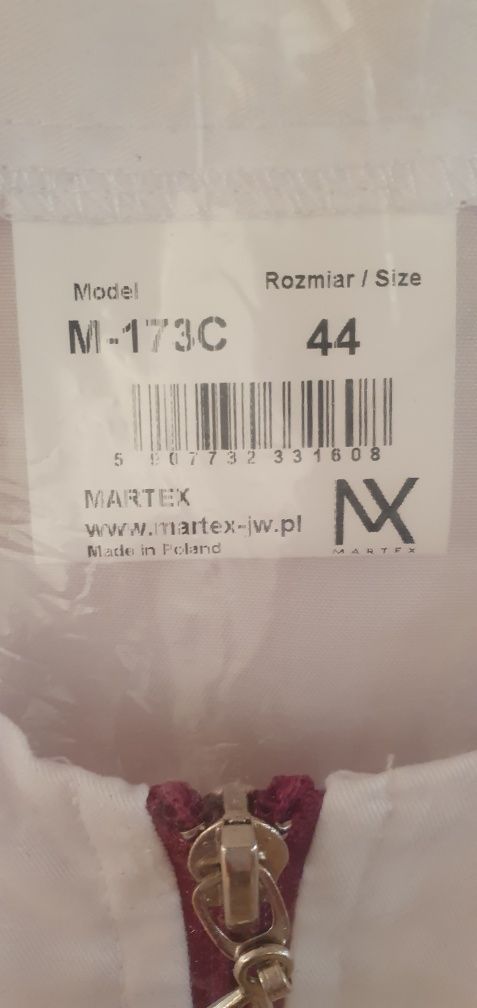 Model
Rozmiar / Size
M-173C
44
5 907732 331608
MARTEX
www.martex-jw.pl
Made in Poland
MARTEX